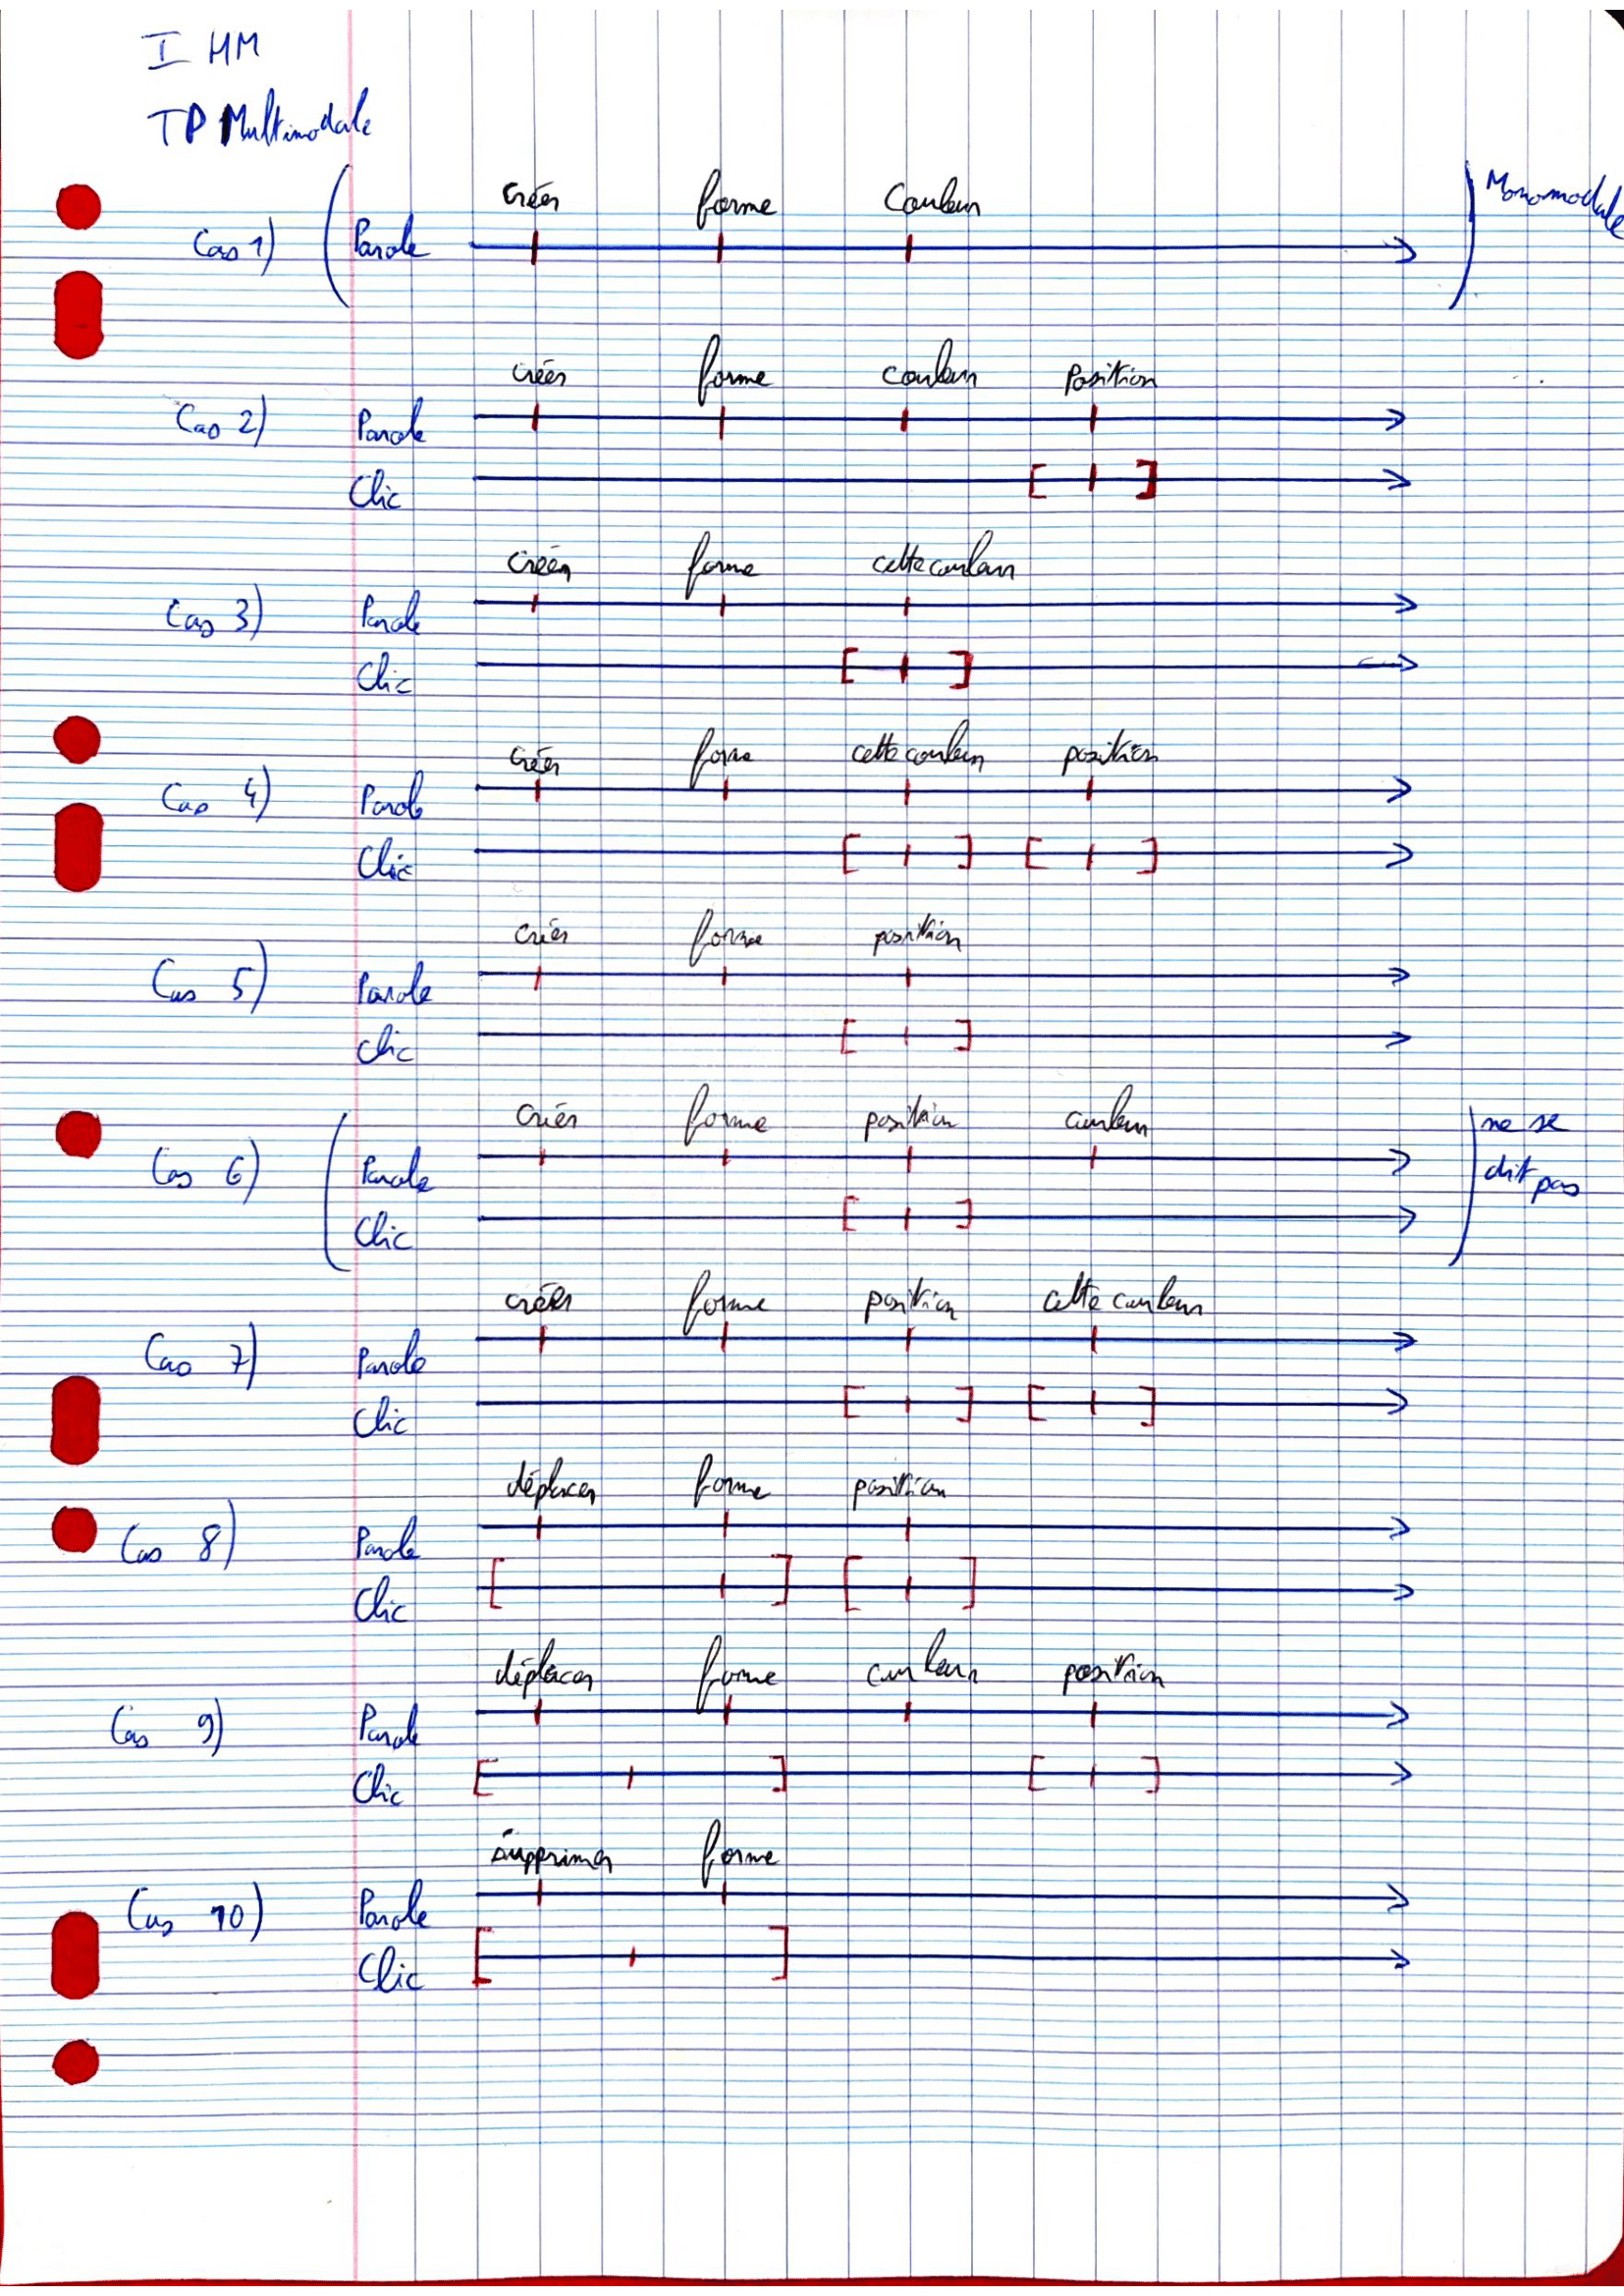 IHM
TP Multimodale
créer forme Couleur
Cas 1) (Parole ) Monomodale
créer forme couleur Position
Cas 2) Parole
Clic [ ]
créer forme cette couleur
Cas 3) Parole
Clic [ ]
créer forme cette couleur position
Cas 4) Parole
Clic [ ] [ ]
créer forme position
Cas 5) Parole
Clic [ ]
créer forme position couleur
Cas 6) ( Parole ) ne se
dit pas
Clic [ ]
créer forme position cette couleur
Cas 7) Parole
Clic [ ] [ ]
déplacer forme position
Cas 8) Parole
Clic [ ] [ ]
déplacer forme couleur position
Cas 9) Parole
Clic [ ] [ ]
supprimer forme
Cas 10) Parole
Clic [ ]